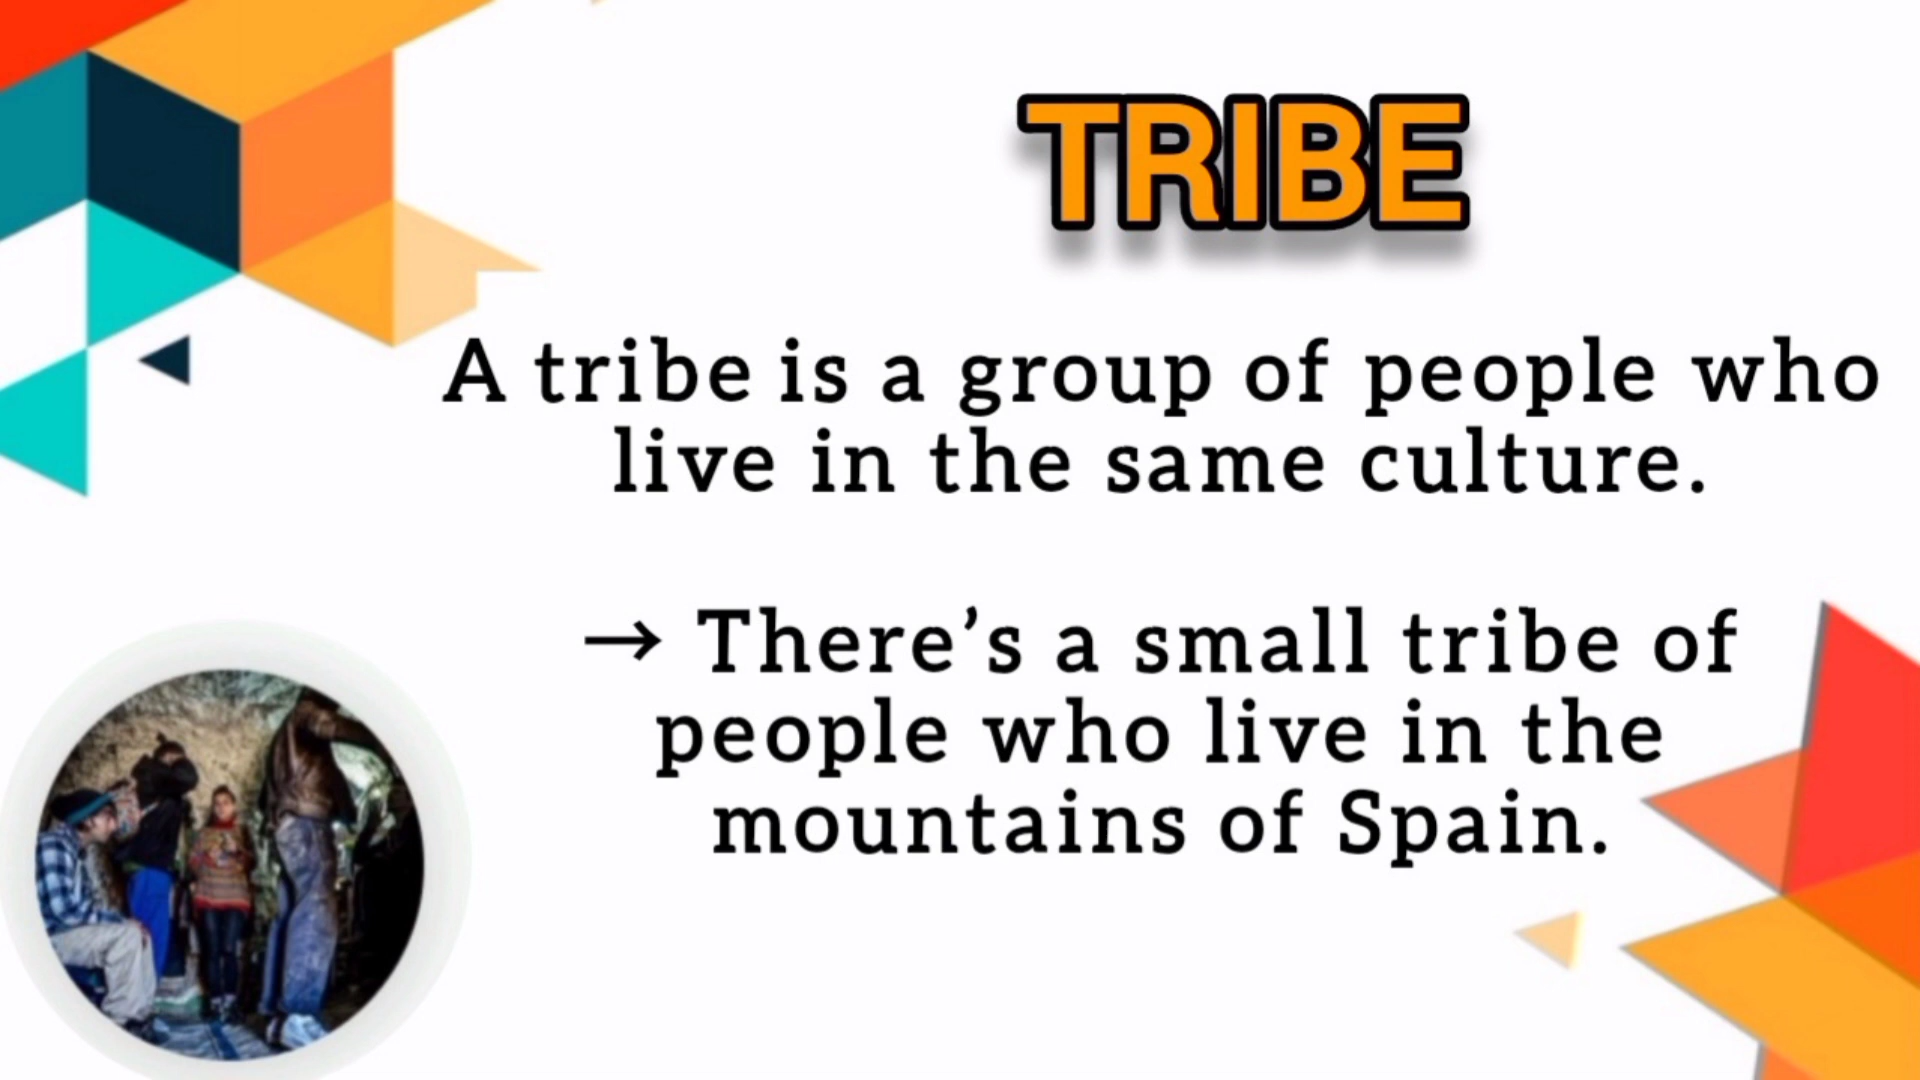 TRIBE
A tribe is a group of people who
live in the same culture.
→ There’s a small tribe of
people who live in the
mountains of Spain.